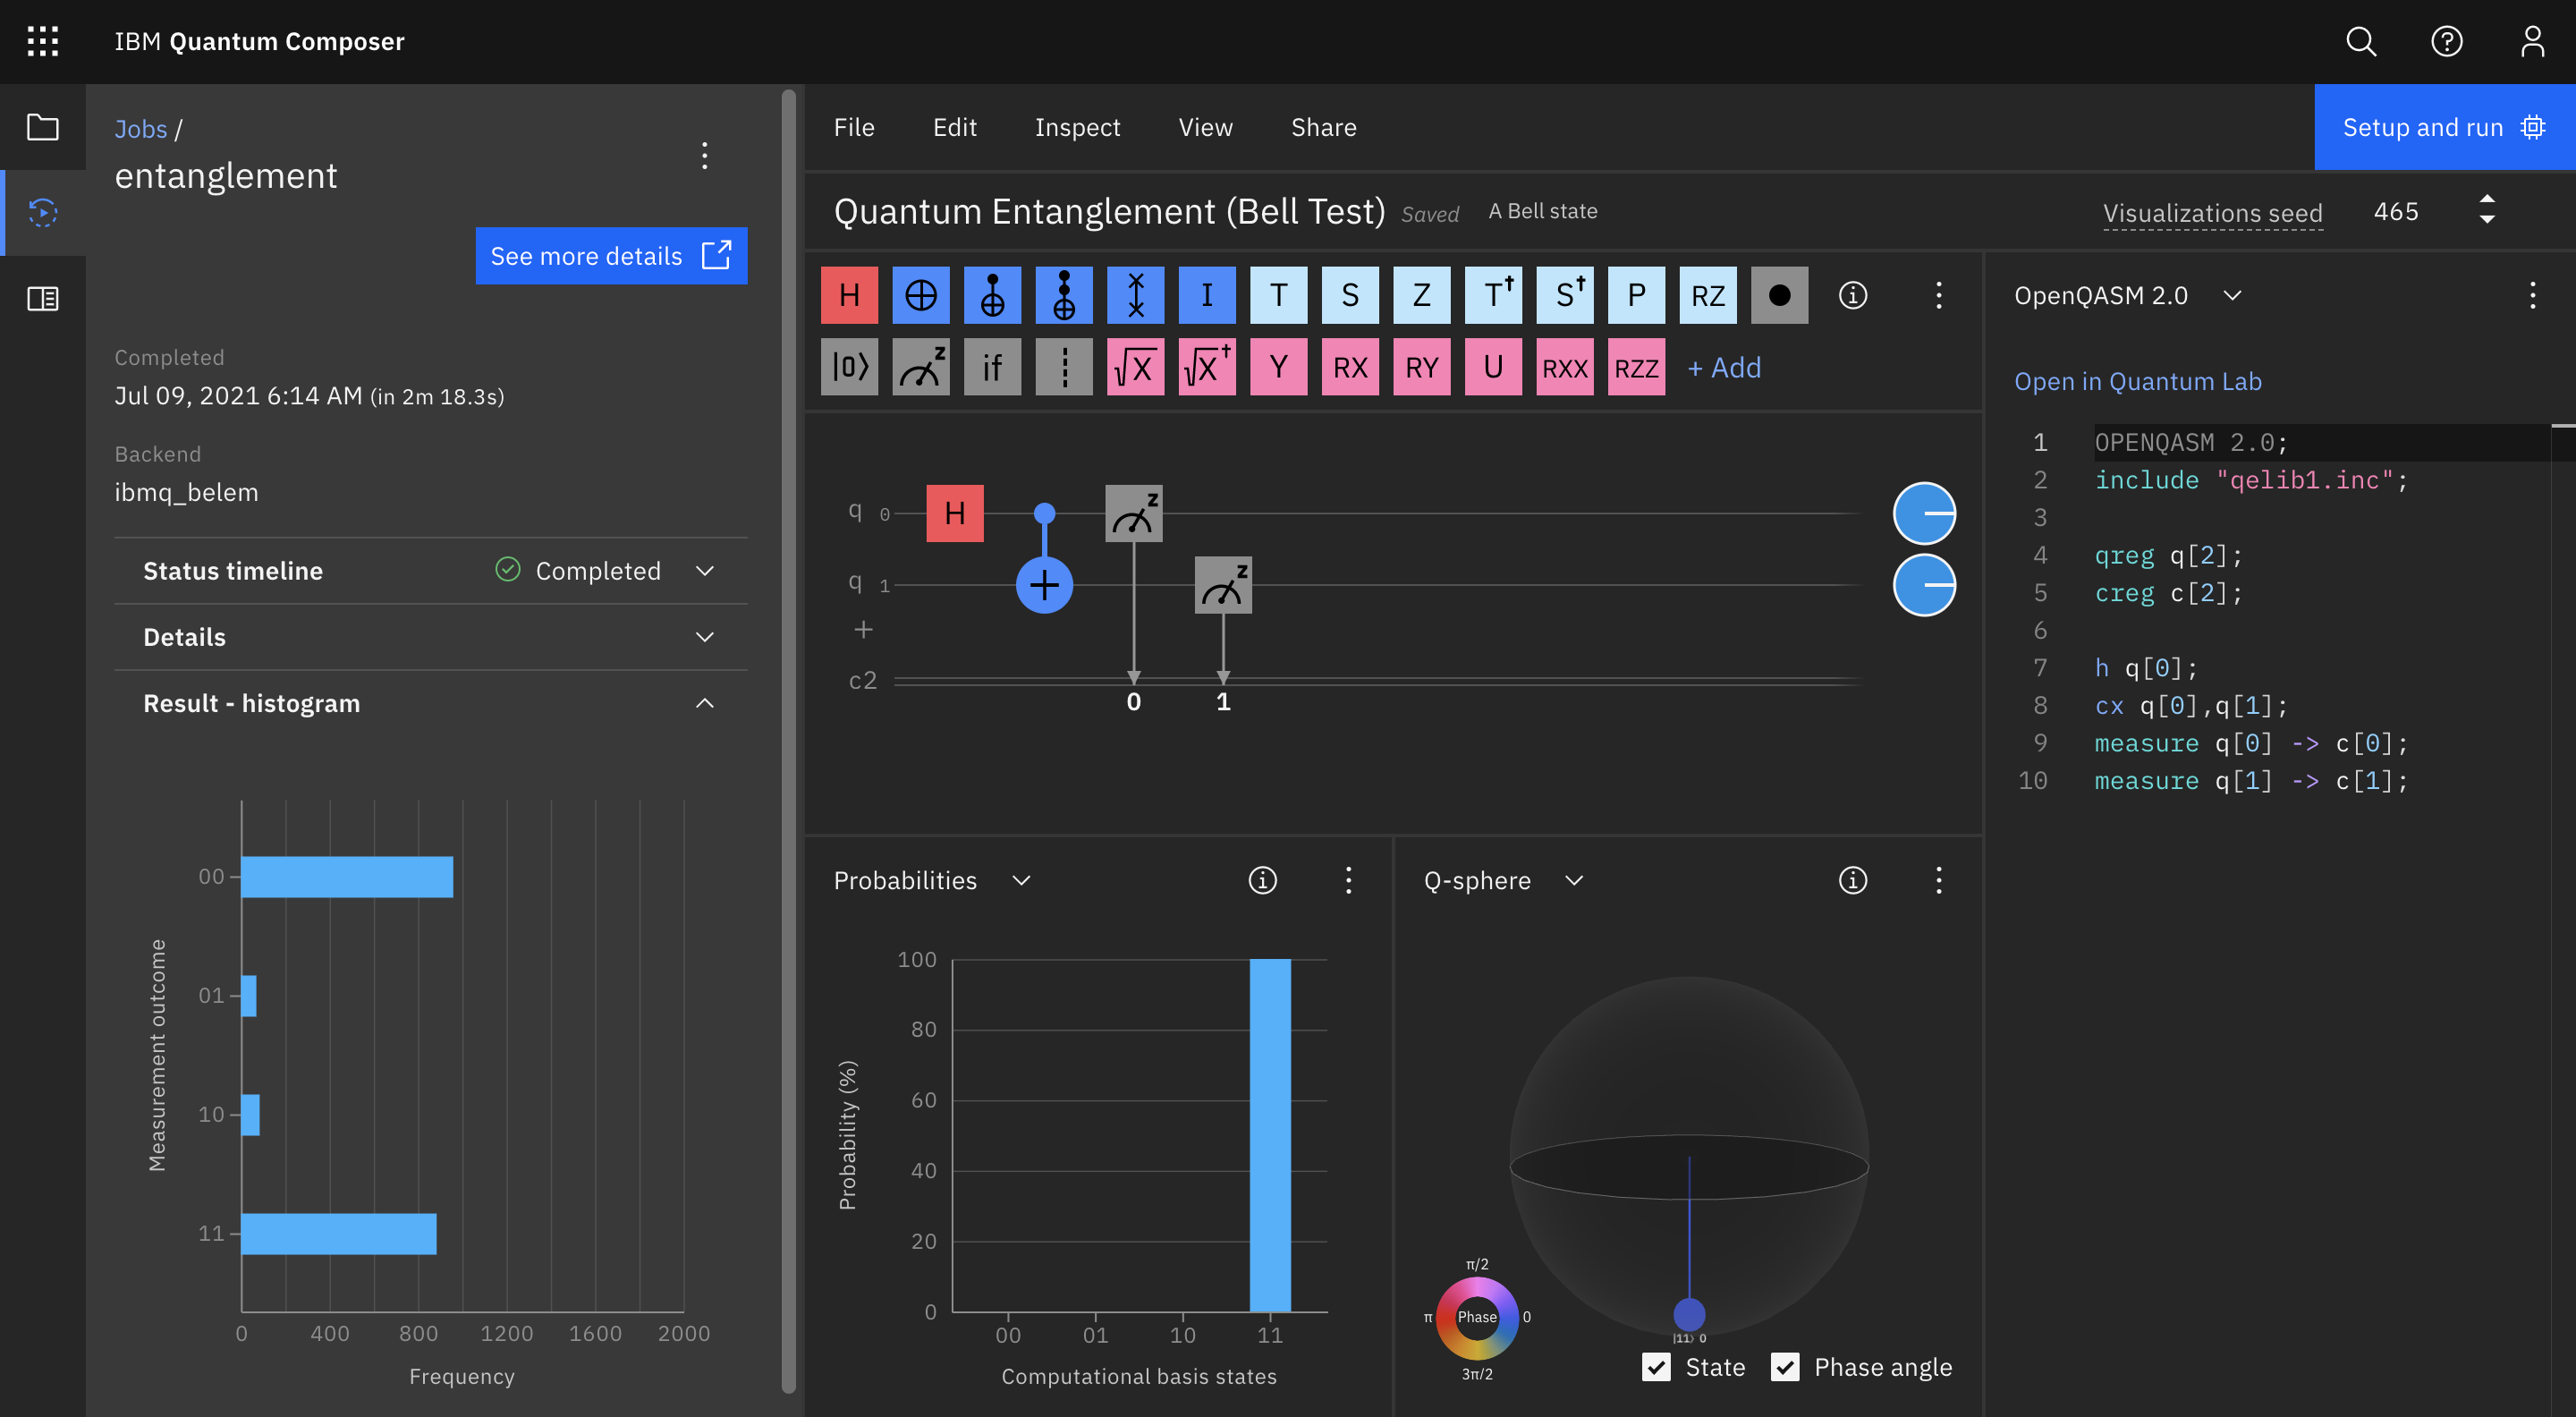 IBM Quantum Composer
Jobs /
entanglement
See more details
Completed
Jul 09, 2021 6:14 AM (in 2m 18.3s)
Backend
ibmq_belem
Status timeline Completed
Details
Result - histogram
Measurement outcome
00
01
10
11
0 400 800 1200 1600 2000
Frequency
File Edit Inspect View Share
Setup and run
Quantum Entanglement (Bell Test) Saved A Bell state
Visualizations seed 465
H I T S Z T† S† P RZ
|0⟩ z if √X √X† Y RX RY U RXX RZZ + Add
q 0 H z
q 1 + z
+
c2
0 1
Probabilities
Probability (%)
100
80
60
40
20
0
00 01 10 11
Computational basis states
Q-sphere
|11⟩ 0
π/2
π Phase 0
3π/2
State Phase angle
OpenQASM 2.0
Open in Quantum Lab
1 OPENQASM 2.0;
2 include "qelib1.inc";
3
4 qreg q[2];
5 creg c[2];
6
7 h q[0];
8 cx q[0],q[1];
9 measure q[0] -> c[0];
10 measure q[1] -> c[1];